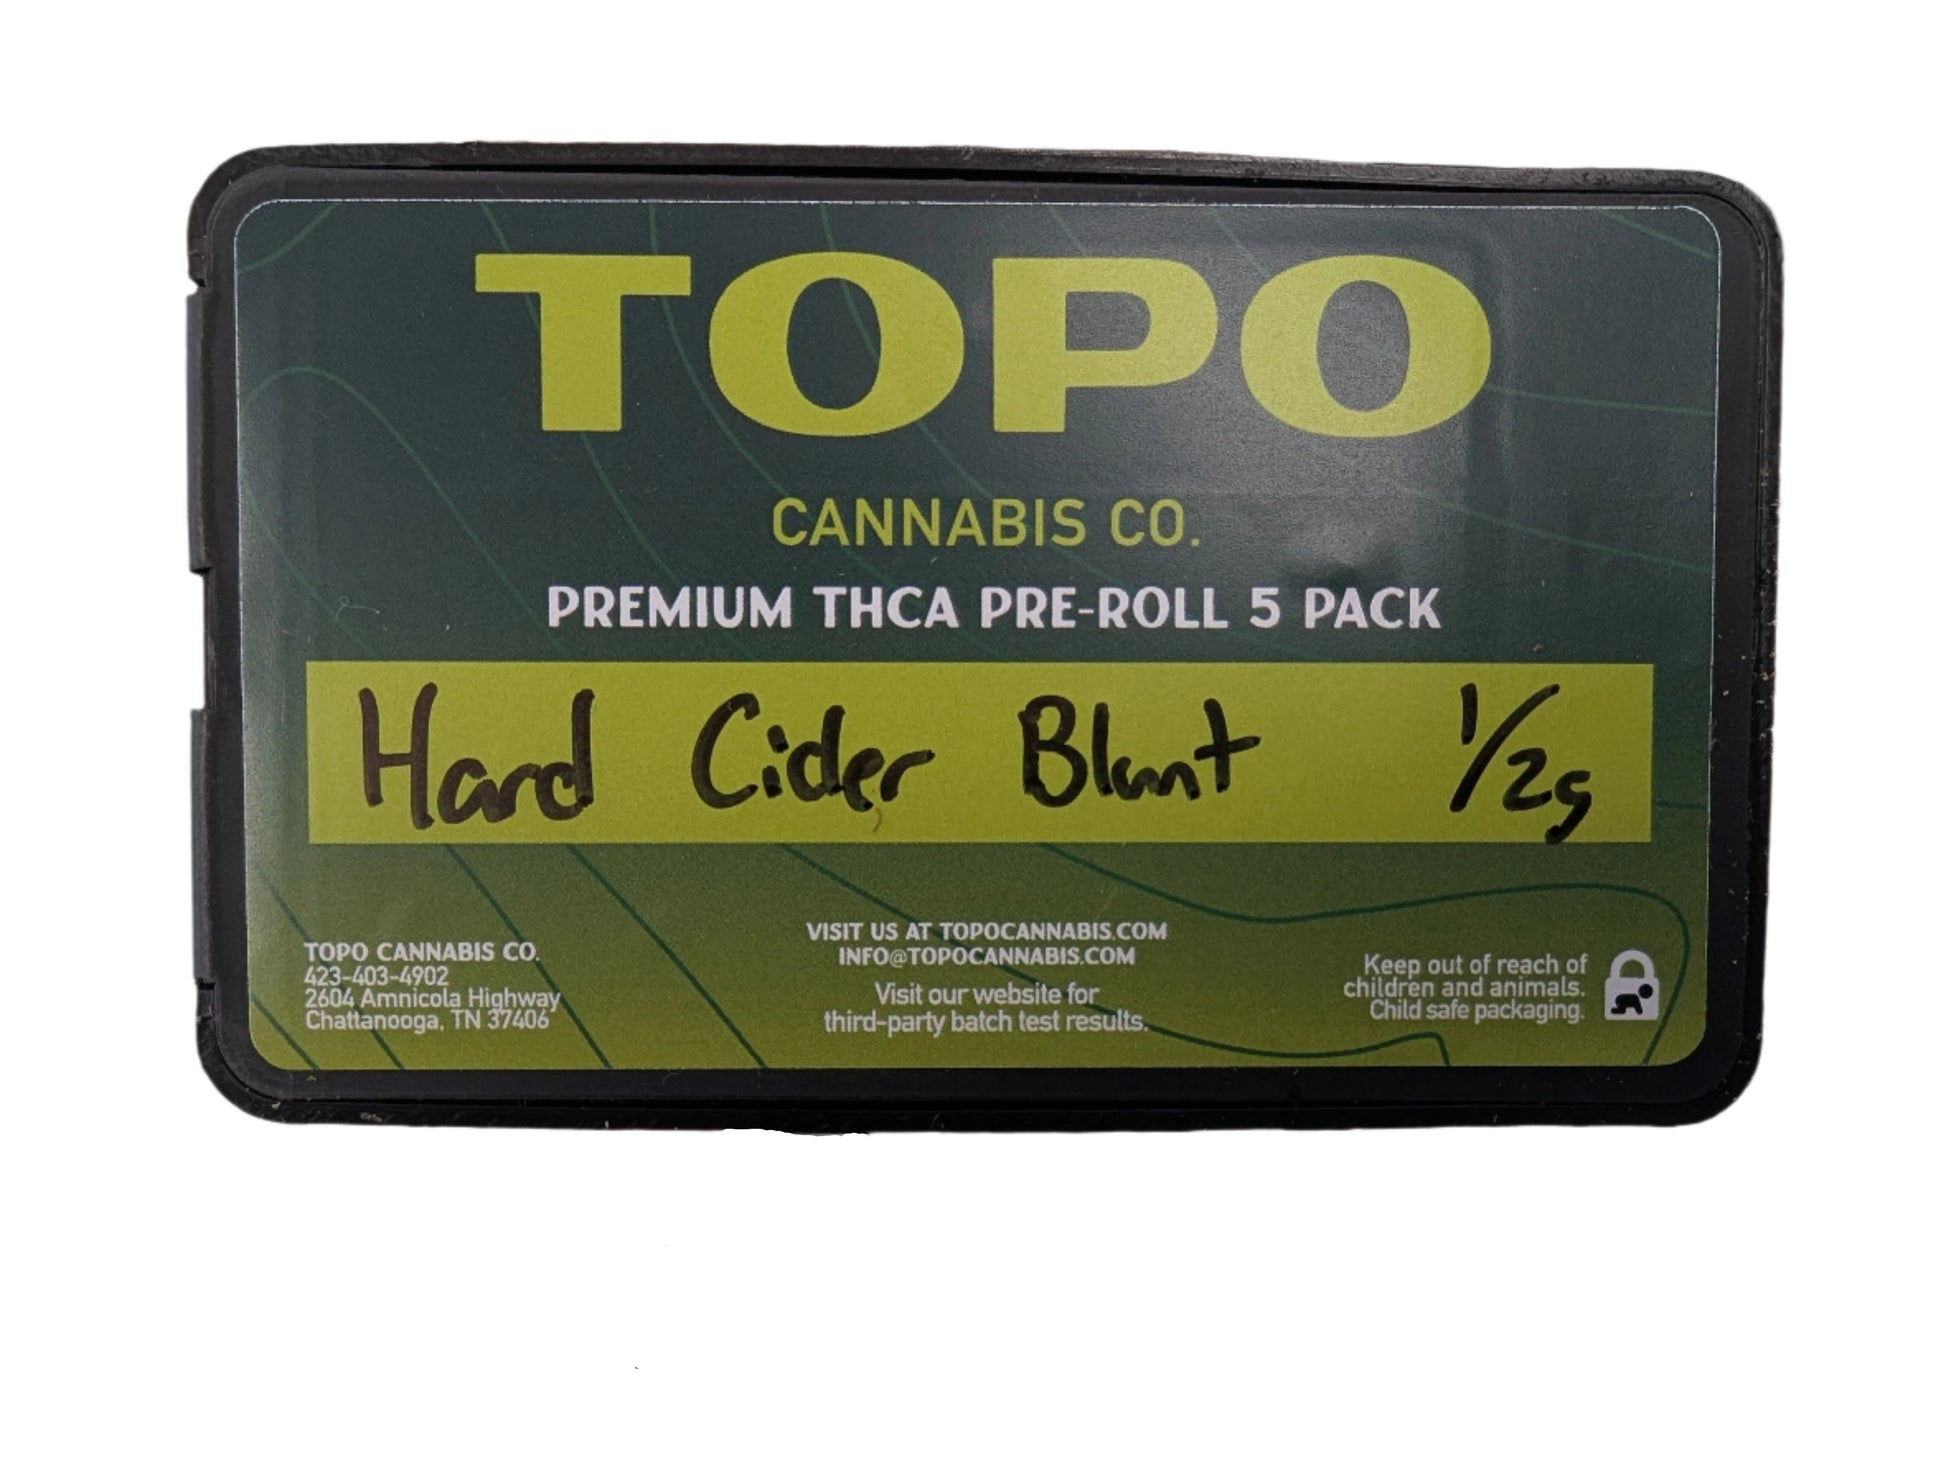 TOPO
CANNABIS CO.
PREMIUM THCA PRE-ROLL 5 PACK
Hard Cider Blunt 1/2g
TOPO CANNABIS CO.
423-403-4902
2604 Amnicola Highway
Chattanooga, TN 37406
VISIT US AT TOPOCANNABIS.COM
INFO@TOPOCANNABIS.COM
Visit our website for
third-party batch test results.
Keep out of reach of
children and animals.
Child safe packaging.